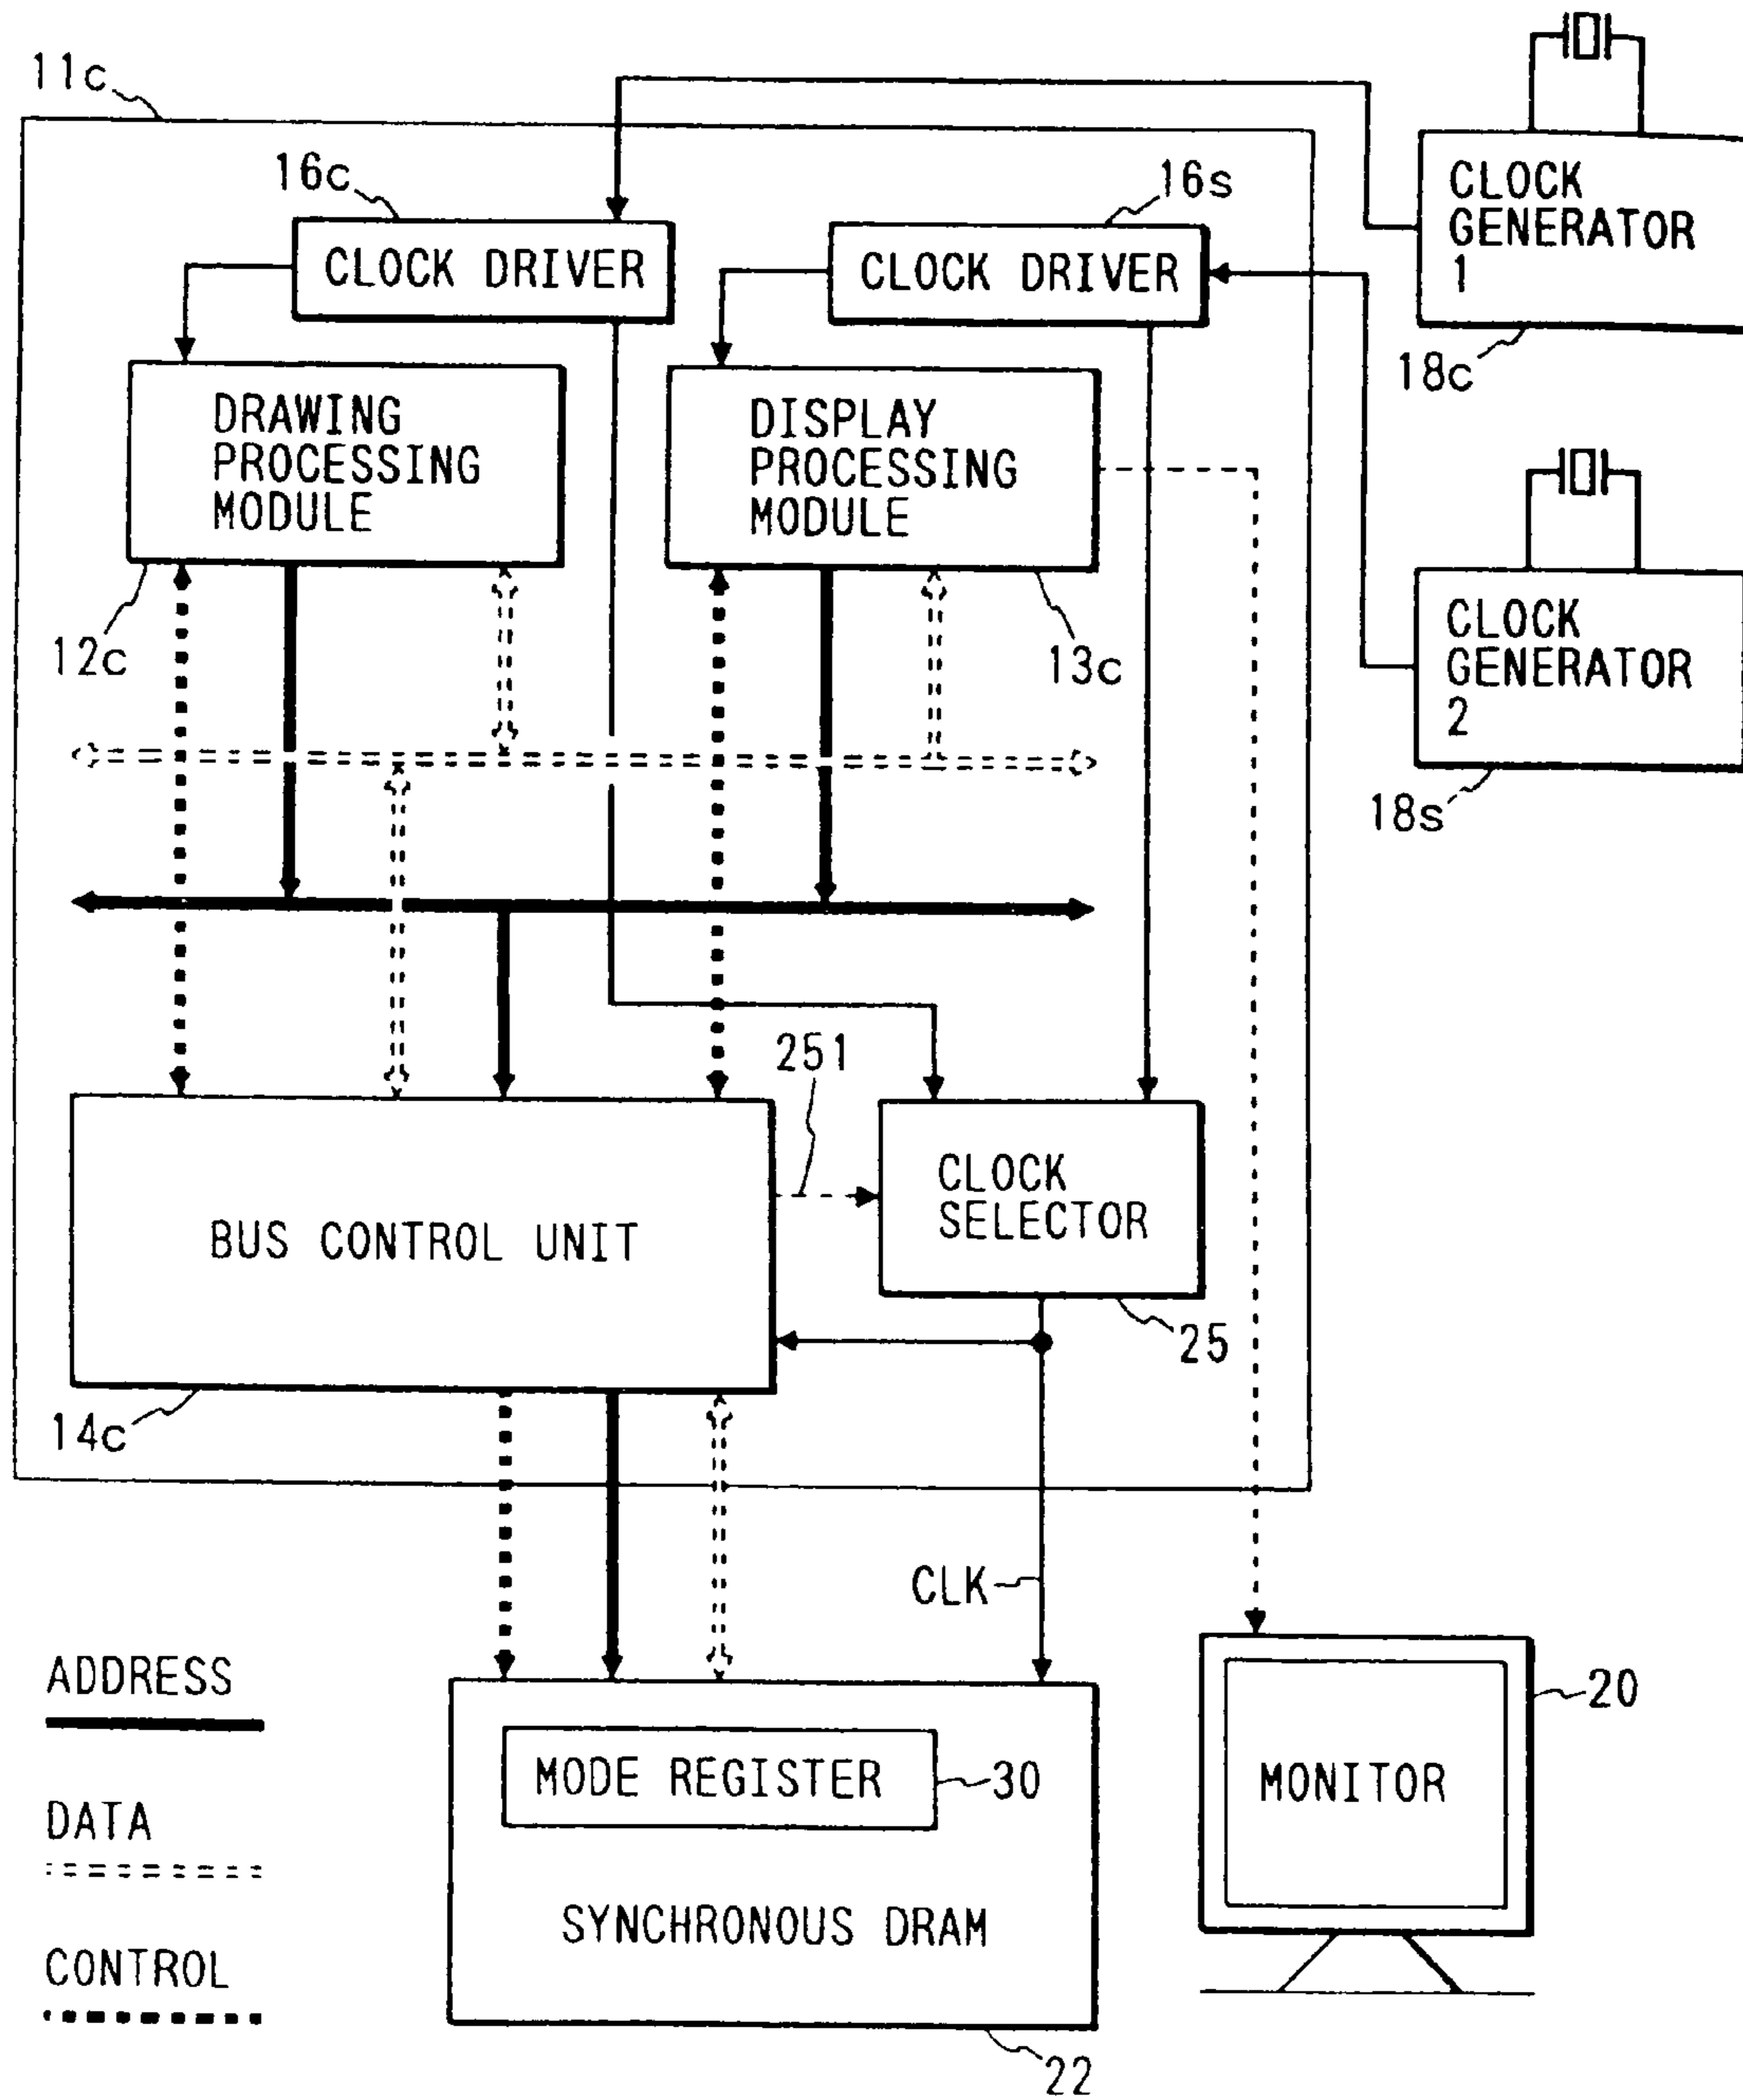 11c
16c
16s
CLOCK DRIVER
CLOCK DRIVER
CLOCK
GENERATOR
1
18c
DRAWING
PROCESSING
MODULE
DISPLAY
PROCESSING
MODULE
12c
13c
CLOCK
GENERATOR
2
18s
251
BUS CONTROL UNIT
CLOCK
SELECTOR
25
14c
CLK
ADDRESS
DATA
CONTROL
MODE REGISTER
30
SYNCHRONOUS DRAM
22
MONITOR
20